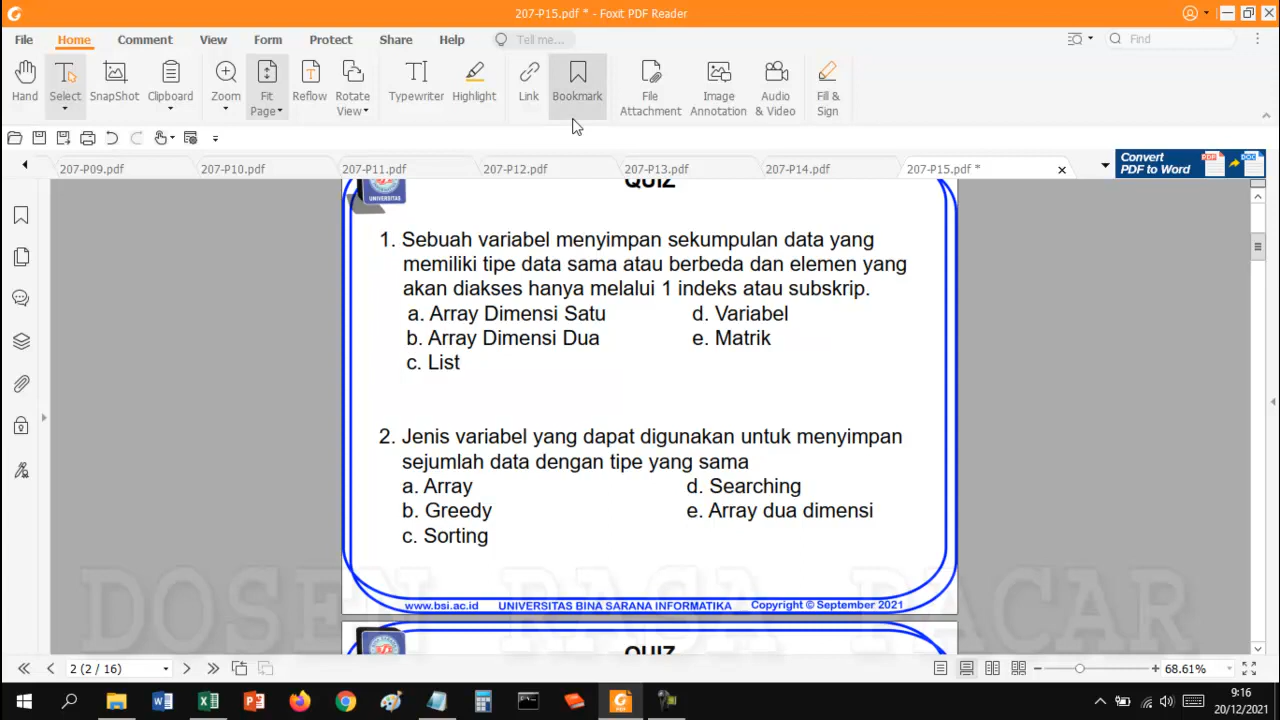 207-P15.pdf * - Foxit PDF Reader
File Home Comment View Form Protect Share Help Tell me... Find
Hand Select SnapShot Clipboard Zoom Fit Page Reflow Rotate View Typewriter Highlight Link Bookmark File Attachment Image Annotation Audio & Video Fill & Sign
207-P09.pdf 207-P10.pdf 207-P11.pdf 207-P12.pdf 207-P13.pdf 207-P14.pdf 207-P15.pdf *
Convert
PDF to Word
UNIVERSITAS
QUIZ
1. Sebuah variabel menyimpan sekumpulan data yang
memiliki tipe data sama atau berbeda dan elemen yang
akan diakses hanya melalui 1 indeks atau subskrip.
a. Array Dimensi Satu d. Variabel
b. Array Dimensi Dua e. Matrik
c. List
2. Jenis variabel yang dapat digunakan untuk menyimpan
sejumlah data dengan tipe yang sama
a. Array d. Searching
b. Greedy e. Array dua dimensi
c. Sorting
DOSEN RASA PACAR
www.bsi.ac.id UNIVERSITAS BINA SARANA INFORMATIKA Copyright © September 2021
QUIZ
2 (2 / 16) 68.61%
9:16
20/12/2021